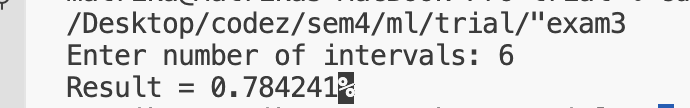 /Desktop/codez/sem4/ml/trial/"exam3
Enter number of intervals: 6
Result = 0.784241%